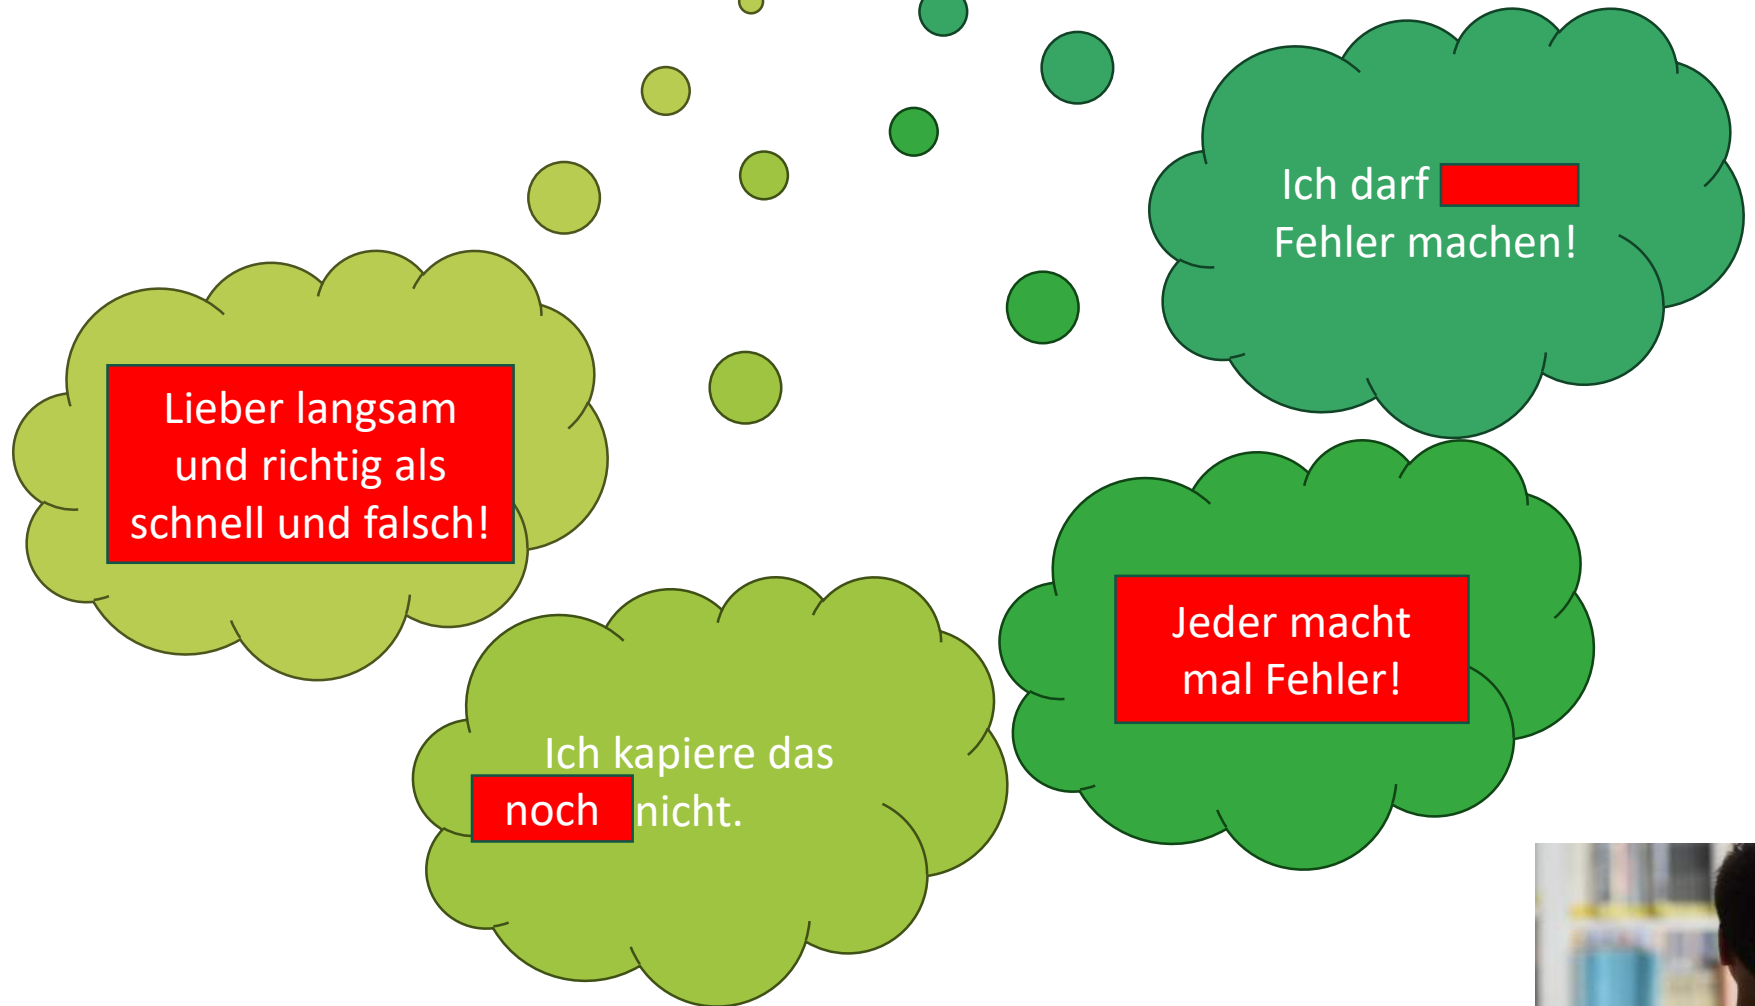 Ich darf
Fehler machen!
Lieber langsam
und richtig als
schnell und falsch!
Jeder macht
mal Fehler!
Ich kapiere das
noch nicht.